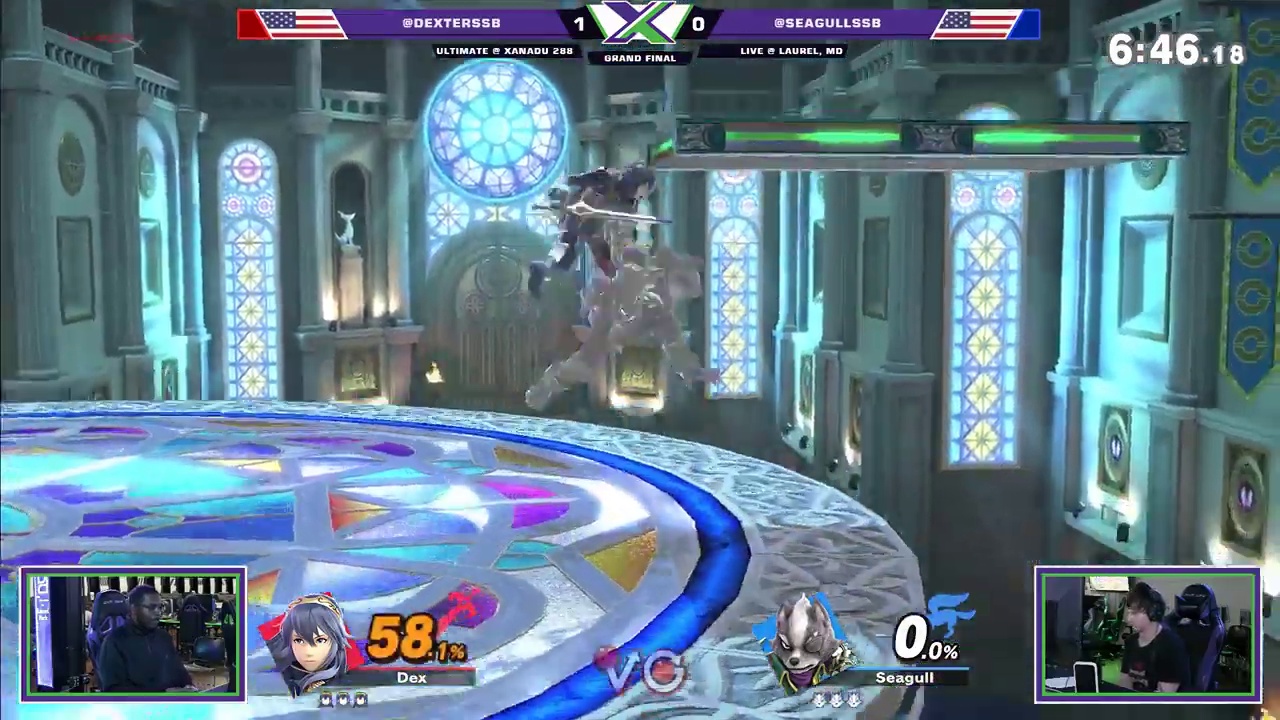 @DEXTERSSB
1
0
@SEAGULLSSB
ULTIMATE @ XANADU 288
LIVE @ LAUREL, MD
GRAND FINAL
6:46.18
58.1%
Dex
0.0%
Seagull